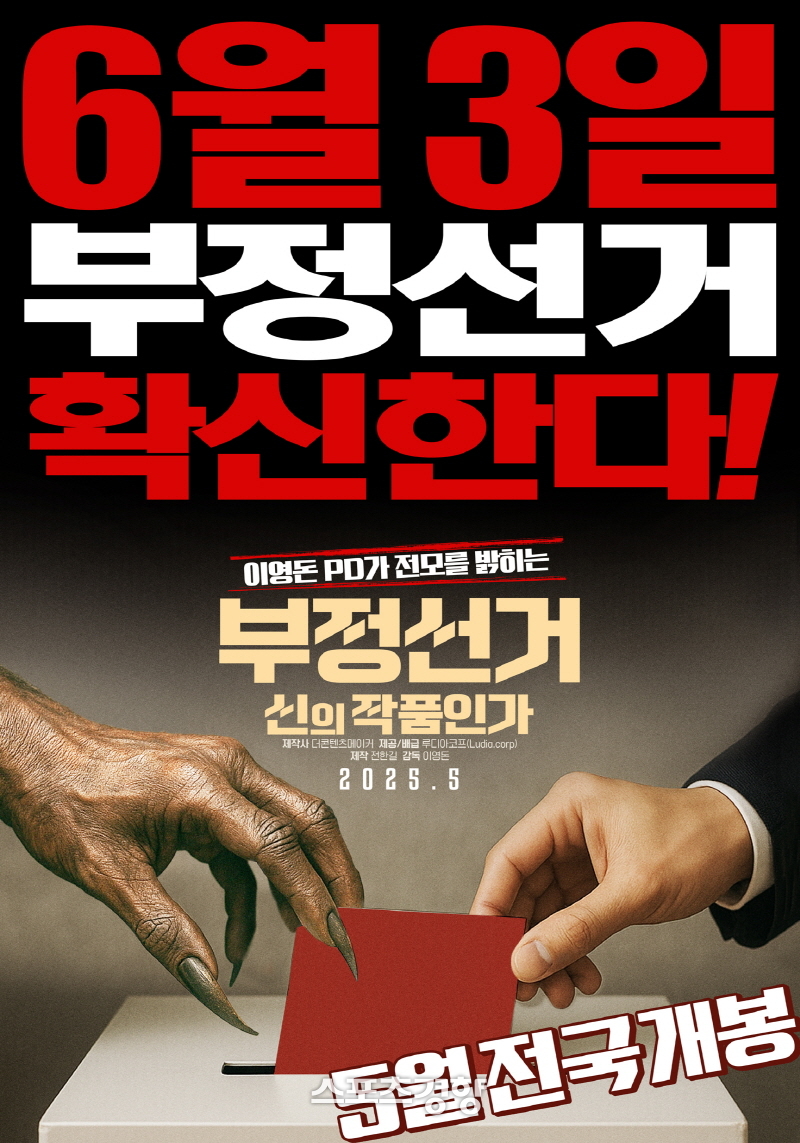 6월 3일
부정선거
확신한다!
이영돈 PD가 전모를 밝히는
부정선거
신의 작품인가
제작사 더콘텐츠메이커 제공/배급 루디아코프(Ludia.corp)
제작 전한길 감독 이영돈
2025.5
5월 전국개봉
스포츠경향